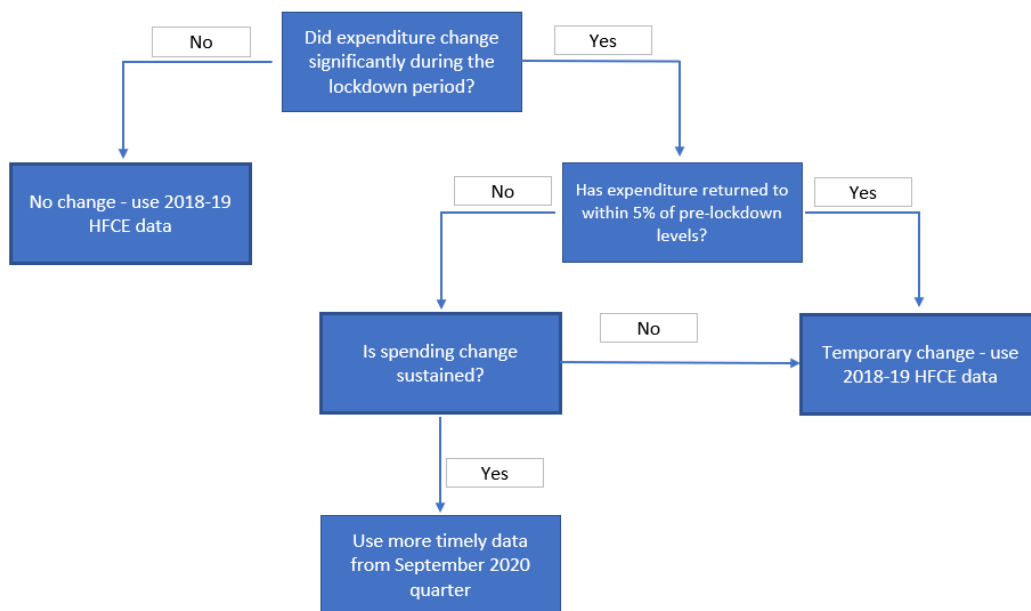 Did expenditure change
significantly during the
lockdown period?
No
Yes
No change - use 2018-19
HFCE data
Has expenditure returned to
within 5% of pre-lockdown
levels?
No
Yes
Is spending change
sustained?
No
Temporary change - use
2018-19 HFCE data
Yes
Use more timely data
from September 2020
quarter